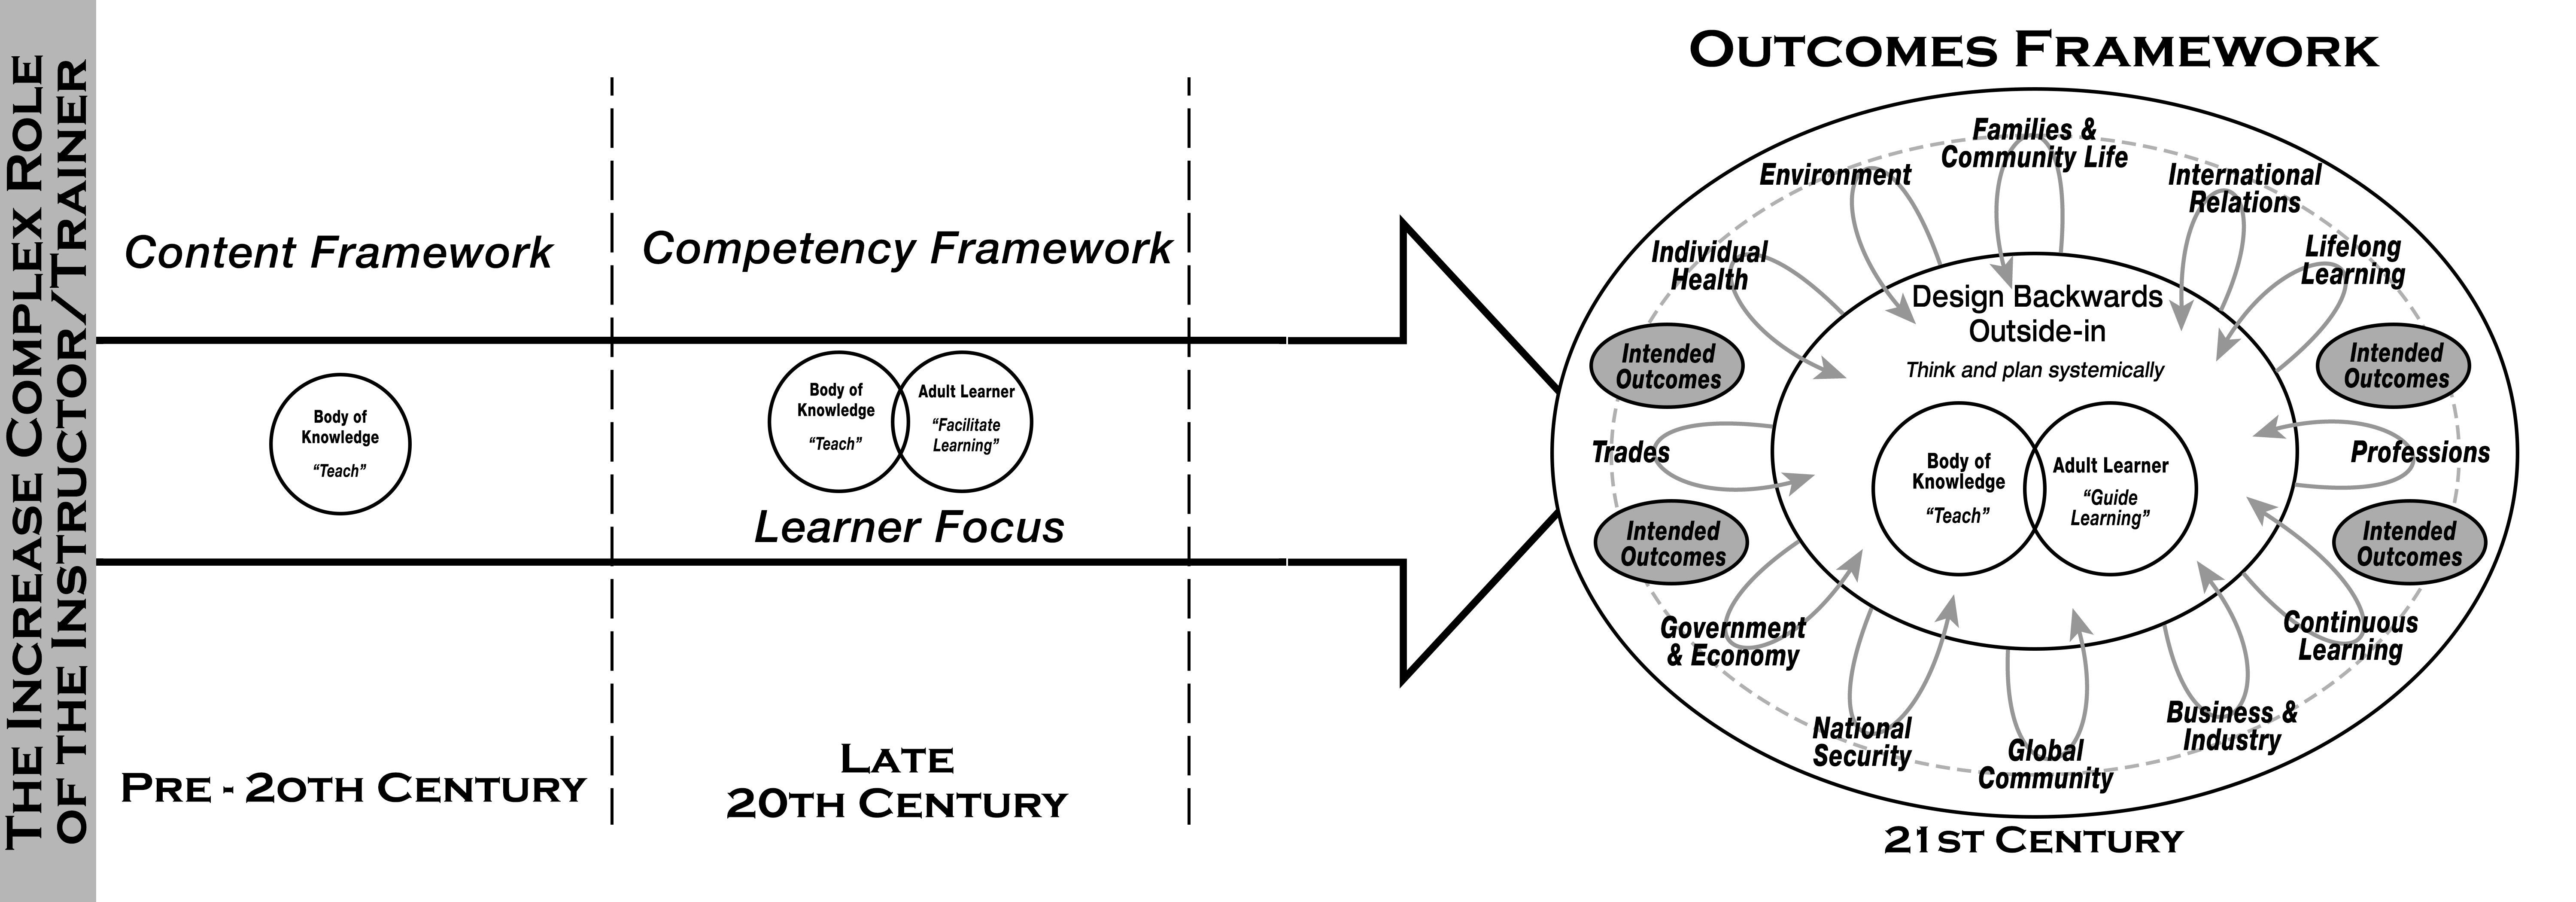 THE INCREASE COMPLEX ROLE
OF THE INSTRUCTOR/TRAINER
Content Framework
Body of
Knowledge
“Teach”
PRE - 20TH CENTURY
Competency Framework
Body of
Knowledge
“Teach”
Adult Learner
“Facilitate
Learning”
Learner Focus
LATE
20TH CENTURY
OUTCOMES FRAMEWORK
Families &
Community Life
Environment
International
Relations
Individual
Health
Lifelong
Learning
Design Backwards
Outside-in
Think and plan systemically
Intended
Outcomes
Intended
Outcomes
Trades
Professions
Body of
Knowledge
“Teach”
Adult Learner
“Guide
Learning”
Intended
Outcomes
Intended
Outcomes
Government
& Economy
Continuous
Learning
National
Security
Global
Community
Business &
Industry
21ST CENTURY